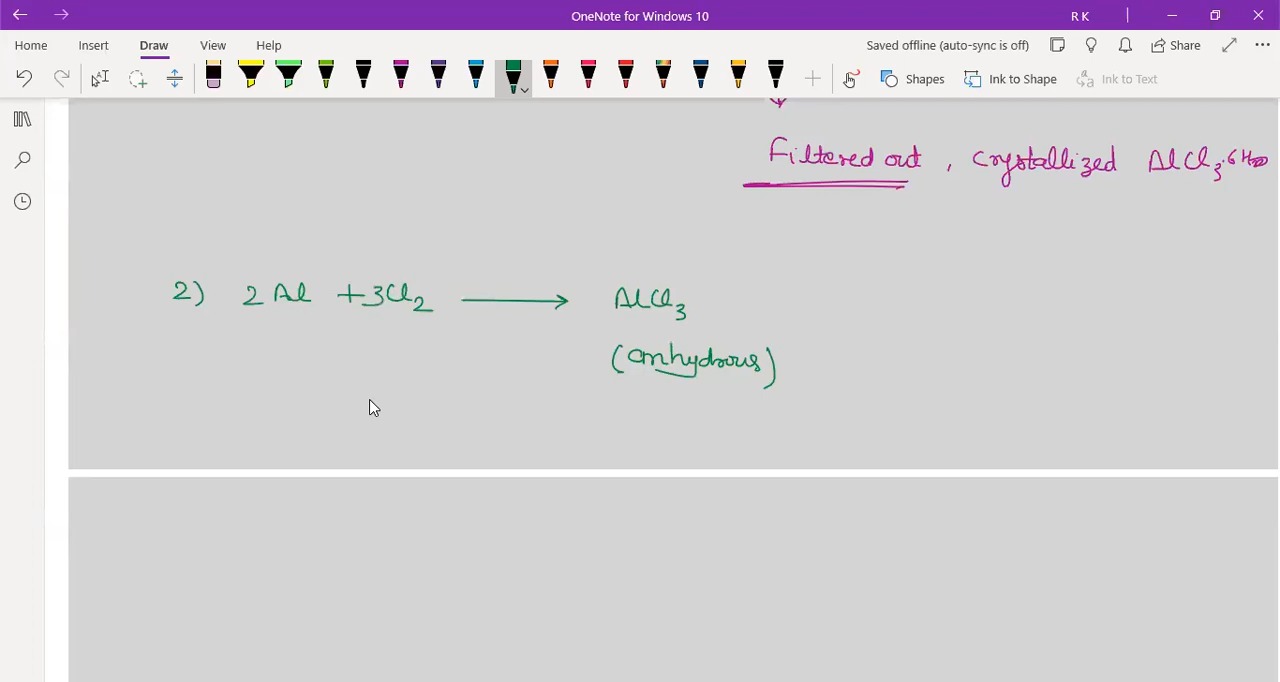 OneNote for Windows 10
R K
Home Insert Draw View Help
Saved offline (auto-sync is off) Share
Shapes Ink to Shape Ink to Text
Filtered out , Crystallized AlCl₃.6H₂O
2) 2Al + 3Cl₂ ⟶ AlCl₃
(anhydrous)